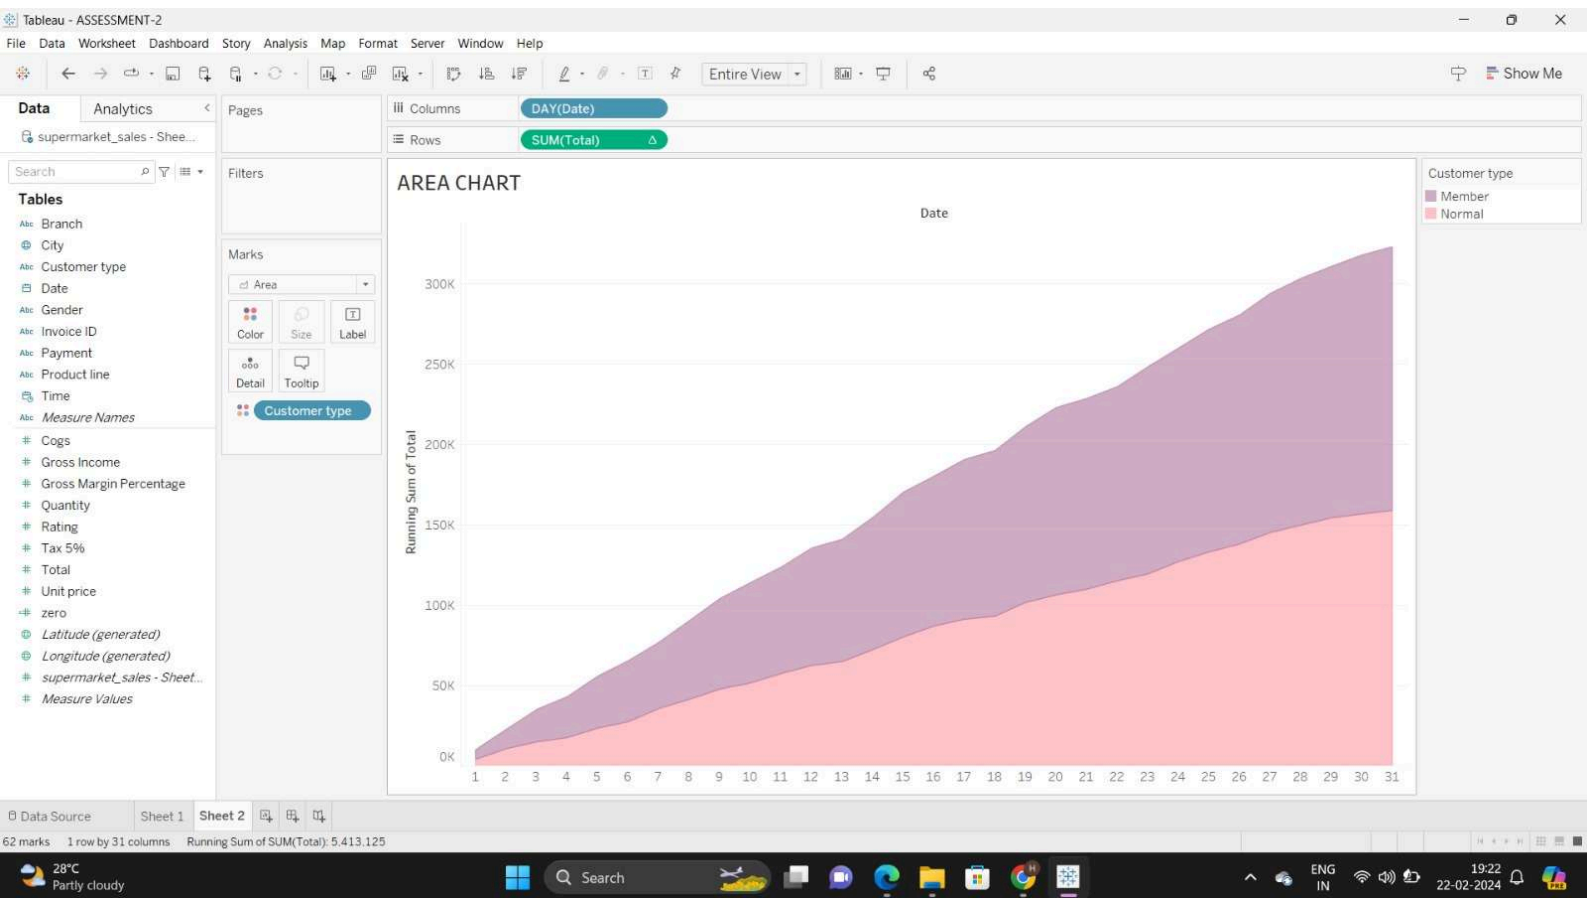 Tableau - ASSESSMENT-2
File Data Worksheet Dashboard Story Analysis Map Format Server Window Help
Entire View
Show Me
Data Analytics
supermarket_sales - Shee...
Search
Tables
Abc Branch
City
Abc Customer type
Date
Abc Gender
Abc Invoice ID
Abc Payment
Abc Product line
Time
Abc Measure Names
# Cogs
# Gross Income
# Gross Margin Percentage
# Quantity
# Rating
# Tax 5%
# Total
# Unit price
=# zero
Latitude (generated)
Longitude (generated)
# supermarket_sales - Sheet...
# Measure Values
Pages
Filters
Marks
Area
Color Size Label
Detail Tooltip
Customer type
Columns DAY(Date)
Rows SUM(Total) Δ
AREA CHART
Date
Running Sum of Total
300K
250K
200K
150K
100K
50K
0K
1 2 3 4 5 6 7 8 9 10 11 12 13 14 15 16 17 18 19 20 21 22 23 24 25 26 27 28 29 30 31
Customer type
Member
Normal
Data Source Sheet 1 Sheet 2
62 marks 1 row by 31 columns Running Sum of SUM(Total): 5.413.125
28°C
Partly cloudy
Search
ENG
IN
19:22
22-02-2024
PRE